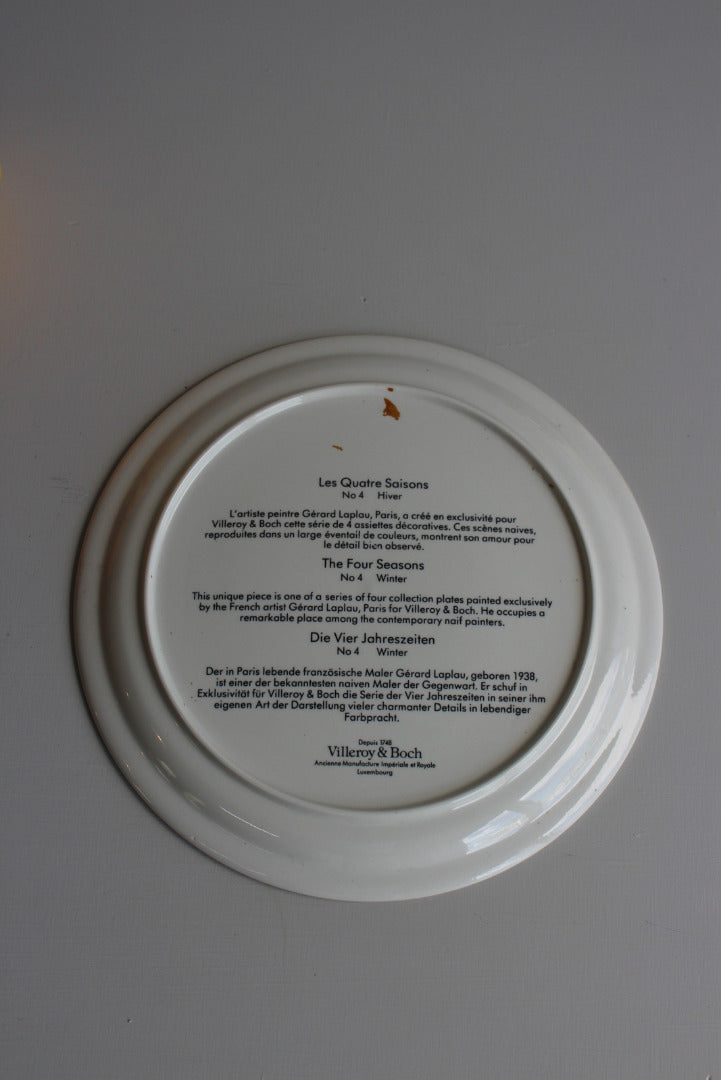 Les Quatre Saisons
No 4 Hiver
L'artiste peintre Gérard Laplau, Paris, a créé en exclusivité pour
Villeroy & Boch cette série de 4 assiettes décoratives. Ces scènes naïves,
reproduites dans un large éventail de couleurs, montrent son amour pour
le détail bien observé.
The Four Seasons
No 4 Winter
This unique piece is one of a series of four collection plates painted exclusively
by the French artist Gérard Laplau, Paris for Villeroy & Boch. He occupies a
remarkable place among the contemporary naif painters.
Die Vier Jahreszeiten
No 4 Winter
Der in Paris lebende französische Maler Gérard Laplau, geboren 1938,
ist einer der bekanntesten naiven Maler der Gegenwart. Er schuf in
Exklusivität für Villeroy & Boch die Serie der Vier Jahreszeiten in seiner ihm
eigenen Art der Darstellung vieler charmanter Details in lebendiger
Farbpracht.
Depuis 1748
Villeroy & Boch
Ancienne Manufacture Impériale et Royale
Luxembourg